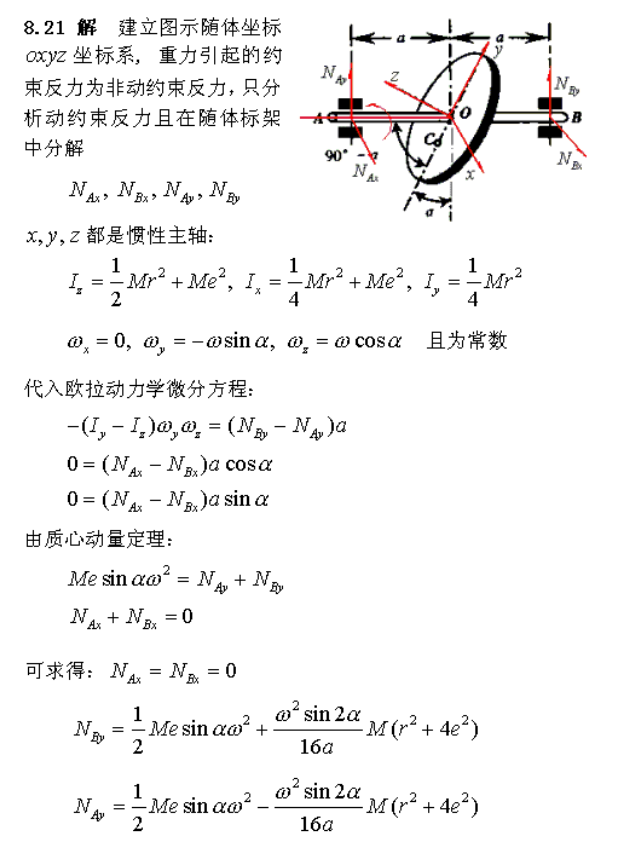 8.21 解 建立图示随体坐标
oxyz 坐标系, 重力引起的约
束反力为非动约束反力，只分
析动约束反力且在随体标架
中分解
N_{Ax}, N_{Bx}, N_{Ay}, N_{By}
a a
y
z
N_{Ay}
N_{By}
A
O
B
C
90° - a
N_{Ax}
x
N_{Bx}
a
x, y, z 都是惯性主轴:
I_z = \frac{1}{2}Mr^2 + Me^2, I_x = \frac{1}{4}Mr^2 + Me^2, I_y = \frac{1}{4}Mr^2
ω_x = 0, ω_y = -ω sin α, ω_z = ω cos α 且为常数
代入欧拉动力学微分方程:
-(I_y - I_z)ω_y ω_z = (N_{By} - N_{Ay})a
0 = (N_{Ax} - N_{Bx})a cos α
0 = (N_{Ax} - N_{Bx})a sin α
由质心动量定理:
Me sin αω^2 = N_{Ay} + N_{By}
N_{Ax} + N_{Bx} = 0
可求得: N_{Ax} = N_{Bx} = 0
N_{By} = \frac{1}{2}Me sin αω^2 + \frac{ω^2 sin 2α}{16a}M(r^2 + 4e^2)
N_{Ay} = \frac{1}{2}Me sin αω^2 - \frac{ω^2 sin 2α}{16a}M(r^2 + 4e^2)